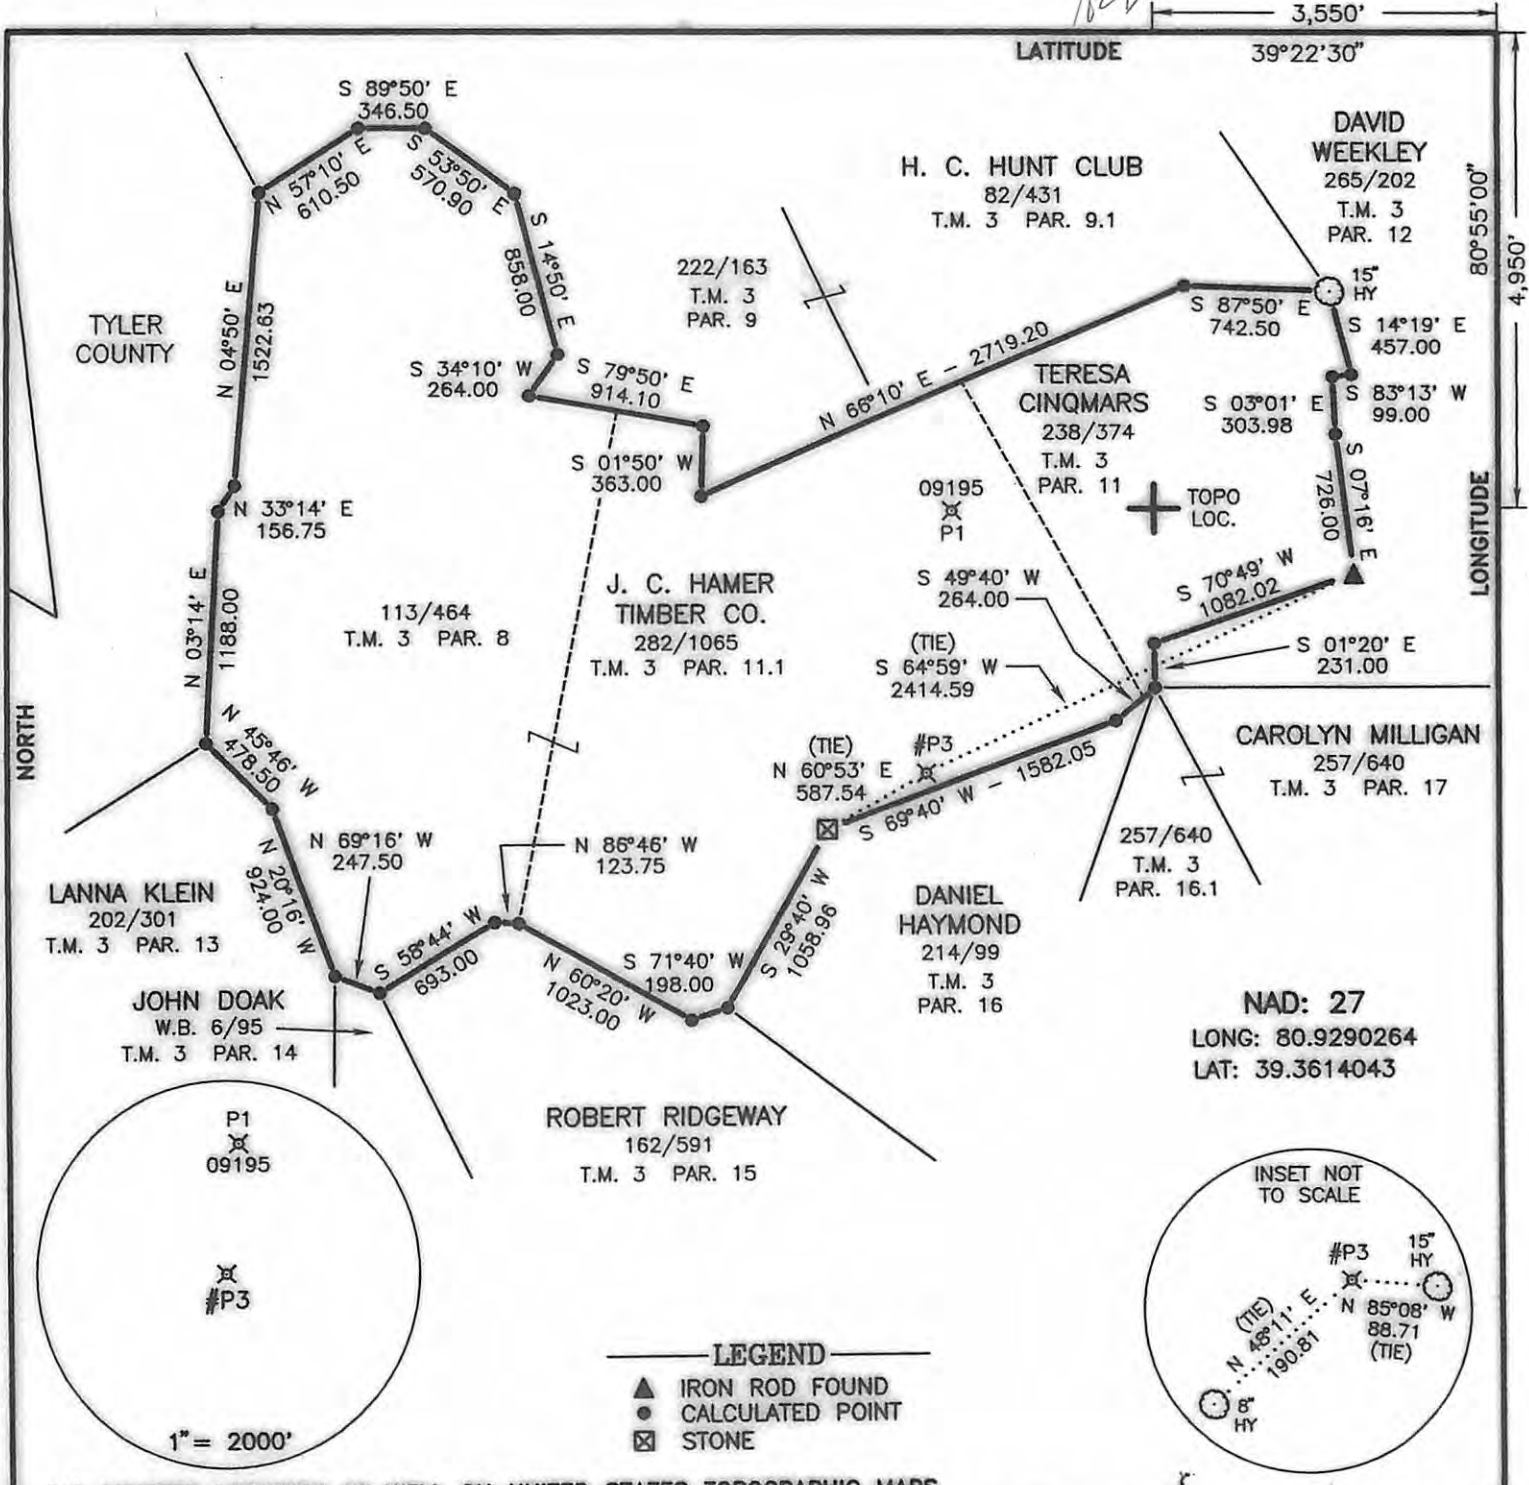 3,550'
LATITUDE
39°22'30"
4,950'
80°55'00"
LONGITUDE
NORTH
S 89°50' E
346.50
N 57°10' E
610.50
S 53°50' E
570.90
S 14°50' E
858.00
N 04°50' E
1522.63
TYLER
COUNTY
S 34°10' W
264.00
S 79°50' E
914.10
S 01°50' W
363.00
222/163
T.M. 3
PAR. 9
H. C. HUNT CLUB
82/431
T.M. 3 PAR. 9.1
DAVID
WEEKLEY
265/202
T.M. 3
PAR. 12
15"
HY
N 66°10' E - 2719.20
S 87°50' E
742.50
S 14°19' E
457.00
S 83°13' W
99.00
S 03°01' E
303.98
S 07°16' E
726.00
TERESA
CINQMARS
238/374
T.M. 3
PAR. 11
09195
P1
TOPO
LOC.
S 70°49' W
1082.02
S 49°40' W
264.00
(TIE)
S 64°59' W
2414.59
S 01°20' E
231.00
N 33°14' E
156.75
N 03°14' E
1188.00
113/464
T.M. 3 PAR. 8
J. C. HAMER
TIMBER CO.
282/1065
T.M. 3 PAR. 11.1
(TIE)
N 60°53' E
587.54
#P3
S 69°40' W - 1582.05
CAROLYN MILLIGAN
257/640
T.M. 3 PAR. 17
257/640
T.M. 3
PAR. 16.1
N 45°46' W
478.50
N 20°16' W
924.00
N 69°16' W
247.50
N 86°46' W
123.75
S 58°44' W
693.00
N 60°20' W
1023.00
S 71°40' W
198.00
S 29°40' W
1058.96
DANIEL
HAYMOND
214/99
T.M. 3
PAR. 16
LANNA KLEIN
202/301
T.M. 3 PAR. 13
JOHN DOAK
W.B. 6/95
T.M. 3 PAR. 14
ROBERT RIDGEWAY
162/591
T.M. 3 PAR. 15
NAD: 27
LONG: 80.9290264
LAT: 39.3614043
P1
09195
#P3
1"= 2000'
INSET NOT
TO SCALE
#P3
15"
HY
(TIE)
N 48°11' E
190.81
N 85°08' W
88.71
(TIE)
8"
HY
LEGEND
IRON ROD FOUND
CALCULATED POINT
STONE
UNITED STATES TOPOGRAPHIC MAPS